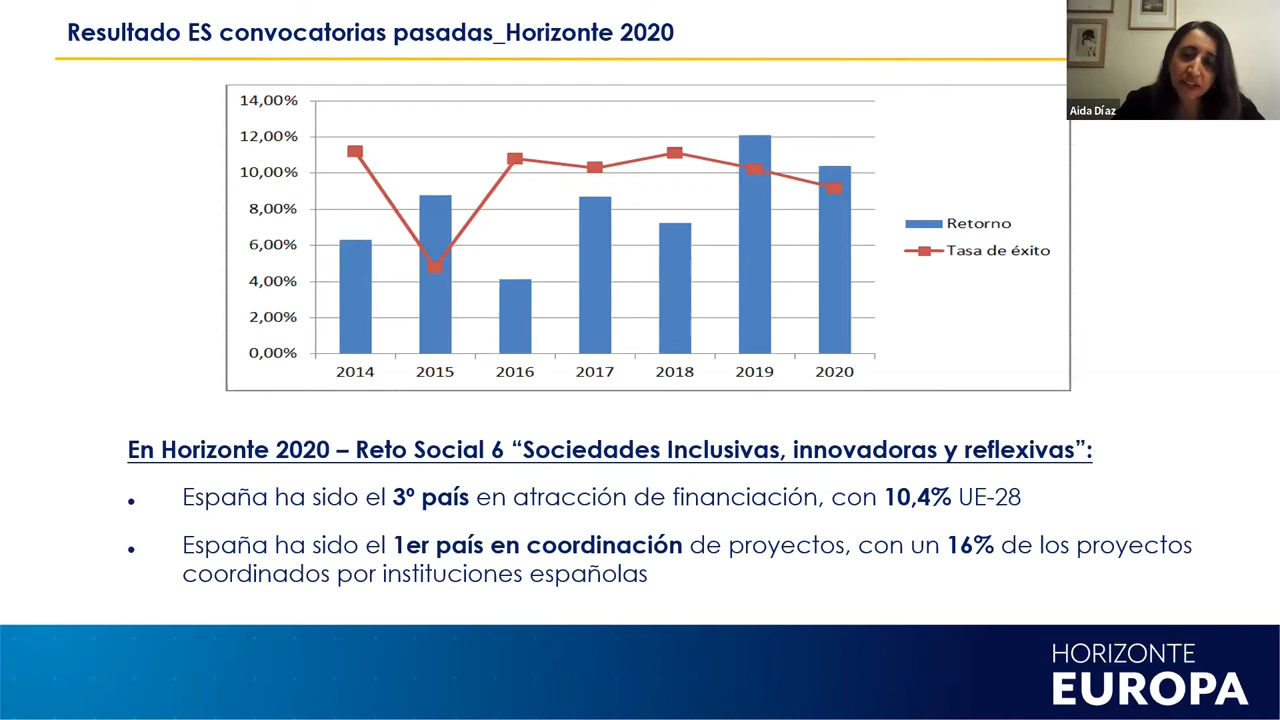 Resultado ES convocatorias pasadas_Horizonte 2020
Aida Díaz
14,00%
12,00%
10,00%
8,00%
6,00%
4,00%
2,00%
0,00%
2014 2015 2016 2017 2018 2019 2020
Retorno
Tasa de éxito
En Horizonte 2020 – Reto Social 6 “Sociedades Inclusivas, innovadoras y reflexivas”:
• España ha sido el 3º país en atracción de financiación, con 10,4% UE-28
• España ha sido el 1er país en coordinación de proyectos, con un 16% de los proyectos
coordinados por instituciones españolas
HORIZONTE
EUROPA